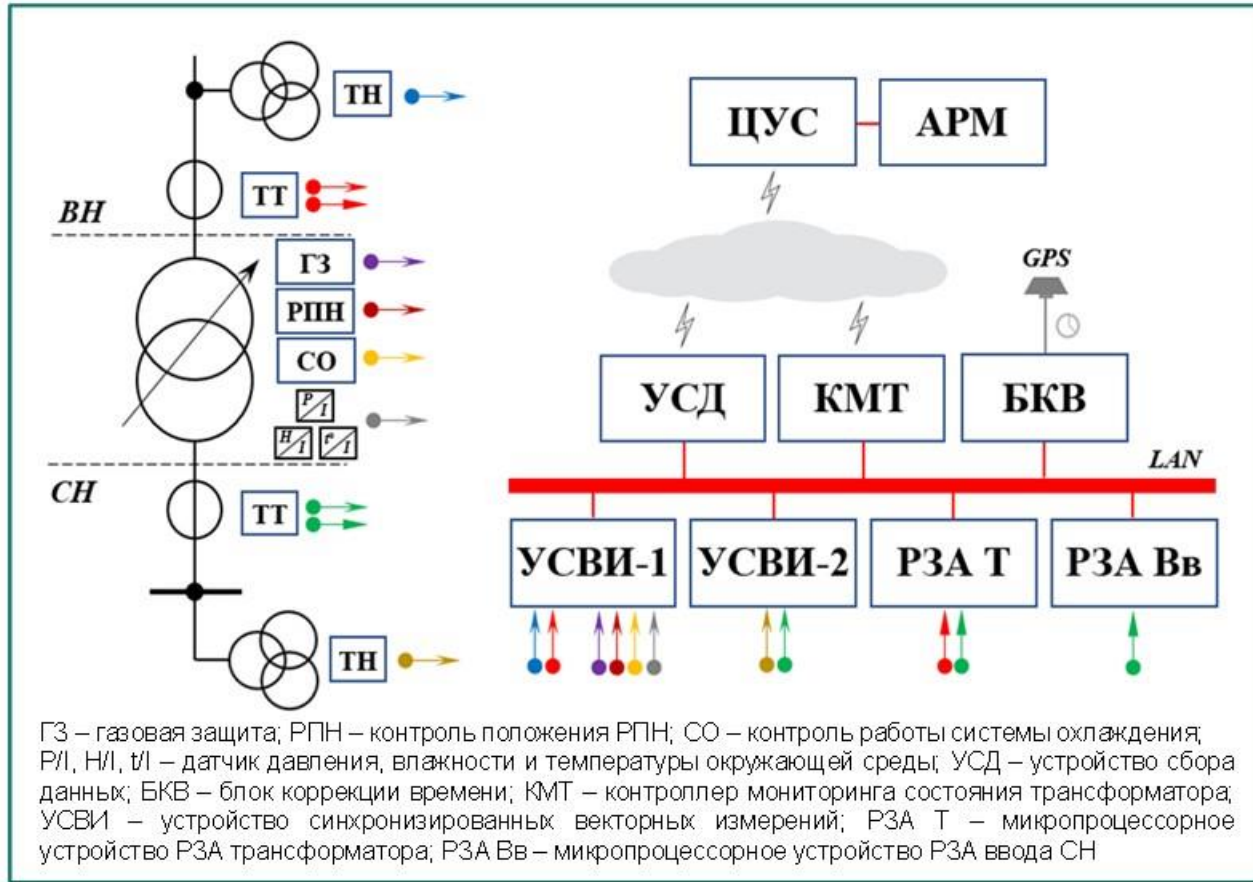 ТН
ЦУС
АРМ
ТТ
ВН
ГЗ
РПН
СО
P/I
H/I
t°/I
GPS
УСД
КМТ
БКВ
СН
LAN
ТТ
УСВИ-1
УСВИ-2
РЗА Т
РЗА Вв
ТН
ГЗ – газовая защита; РПН – контроль положения РПН; СО – контроль работы системы охлаждения;
P/I, H/I, t/I – датчик давления, влажности и температуры окружающей среды; УСД – устройство сбора
данных; БКВ – блок коррекции времени; КМТ – контроллер мониторинга состояния трансформатора;
УСВИ – устройство синхронизированных векторных измерений; РЗА Т – микропроцессорное
устройство РЗА трансформатора; РЗА Вв – микропроцессорное устройство РЗА ввода СН